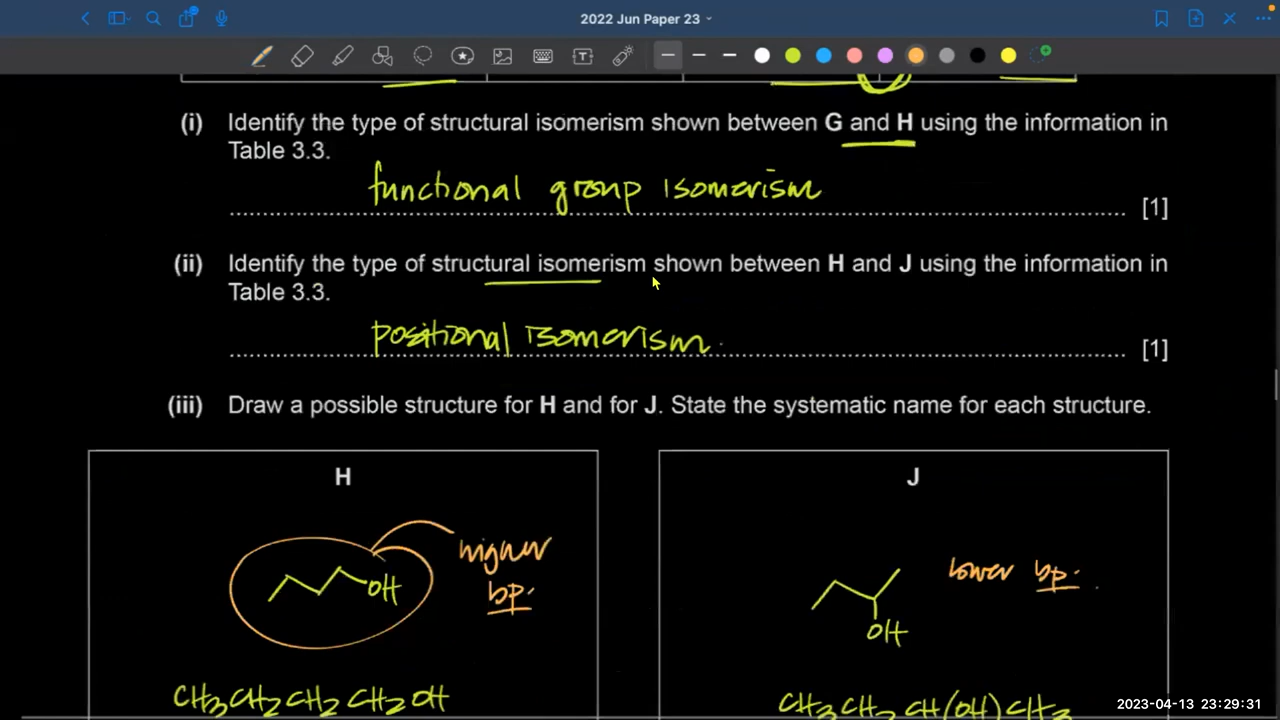 2022 Jun Paper 23
(i) Identify the type of structural isomerism shown between G and H using the information in
Table 3.3.
functional group isomerism
[1]
(ii) Identify the type of structural isomerism shown between H and J using the information in
Table 3.3.
positional isomerism
[1]
(iii) Draw a possible structure for H and for J. State the systematic name for each structure.
H
OH
higher
bp.
CH3CH2CH2CH2OH
J
lower bp.
OH
CH3CH2CH(OH)CH3
2023-04-13 23:29:31